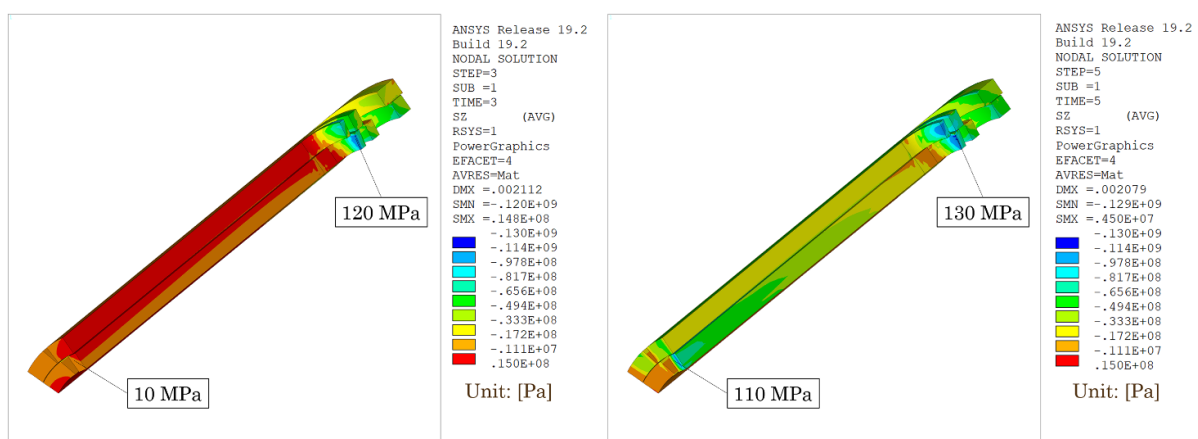 ANSYS Release 19.2
Build 19.2
NODAL SOLUTION
STEP=3
SUB =1
TIME=3
SZ (AVG)
RSYS=1
PowerGraphics
EFACET=4
AVRES=Mat
DMX =.002112
SMN =-.120E+09
SMX =.148E+08
-.130E+09
-.114E+09
-.978E+08
-.817E+08
-.656E+08
-.494E+08
-.333E+08
-.172E+08
-.111E+07
.150E+08
Unit: [Pa]
120 MPa
10 MPa
ANSYS Release 19.2
Build 19.2
NODAL SOLUTION
STEP=5
SUB =1
TIME=5
SZ (AVG)
RSYS=1
PowerGraphics
EFACET=4
AVRES=Mat
DMX =.002079
SMN =-.129E+09
SMX =.450E+07
-.130E+09
-.114E+09
-.978E+08
-.817E+08
-.656E+08
-.494E+08
-.333E+08
-.172E+08
-.111E+07
.150E+08
Unit: [Pa]
130 MPa
110 MPa